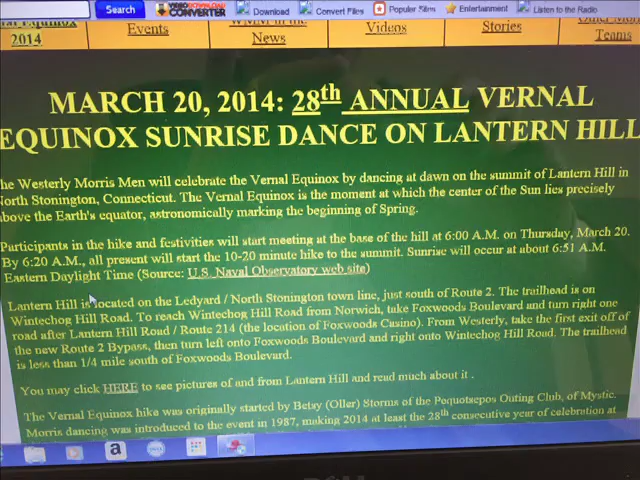 Search VIDEO DOWNLOAD CONVERTER Download Convert Files Popular Films Entertainment Listen to the Radio
Equinox 2014 Events News Videos Stories Teams
MARCH 20, 2014: 28th ANNUAL VERNAL
EQUINOX SUNRISE DANCE ON LANTERN HILL
he Westerly Morris Men will celebrate the Vernal Equinox by dancing at dawn on the summit of Lantern Hill in
North Stonington, Connecticut. The Vernal Equinox is the moment at which the center of the Sun lies precisely
above the Earth's equator, astronomically marking the beginning of Spring.
Participants in the hike and festivities will start meeting at the base of the hill at 6:00 A.M. on Thursday, March 20.
By 6:20 A.M., all present will start the 10-20 minute hike to the summit. Sunrise will occur at about 6:51 A.M.
Eastern Daylight Time (Source: U.S. Naval Observatory web site)
Lantern Hill is located on the Ledyard / North Stonington town line, just south of Route 2. The trailhead is on
Wintechog Hill Road. To reach Wintechog Hill Road from Norwich, take Foxwoods Boulevard and turn right one
road after Lantern Hill Road / Route 214 (the location of Foxwoods Casino). From Westerly, take the first exit off of
the new Route 2 Bypass, then turn left onto Foxwoods Boulevard and right onto Wintechog Hill Road. The trailhead
is less than 1/4 mile south of Foxwoods Boulevard.
You may click HERE to see pictures of and from Lantern Hill and read much about it .
The Vernal Equinox hike was originally started by Betsy (Oller) Storms of the Pequotsepos Outing Club, of Mystic.
Morris dancing was introduced to the event in 1987, making 2014 at least the 28th consecutive year of celebration at
a